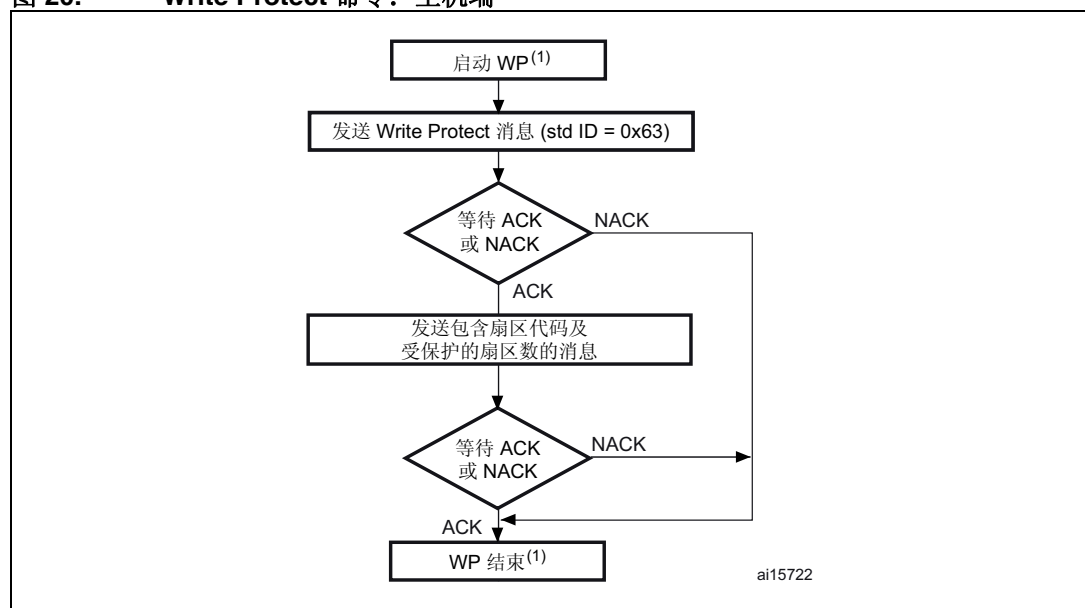 图 20. Write Protect 命令：主机端
启动 WP(1)
发送 Write Protect 消息 (std ID = 0x63)
等待 ACK
或 NACK
NACK
ACK
发送包含扇区代码及
受保护的扇区数的消息
等待 ACK
或 NACK
NACK
ACK
WP 结束(1)
ai15722